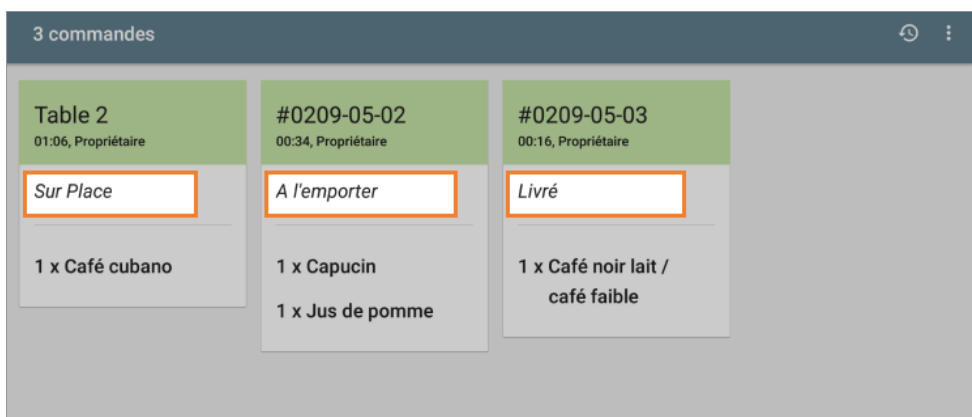 3 commandes
Table 2
01:06, Propriétaire
Sur Place
1 x Café cubano
#0209-05-02
00:34, Propriétaire
A l'emporter
1 x Capucin
1 x Jus de pomme
#0209-05-03
00:16, Propriétaire
Livré
1 x Café noir lait /
café faible